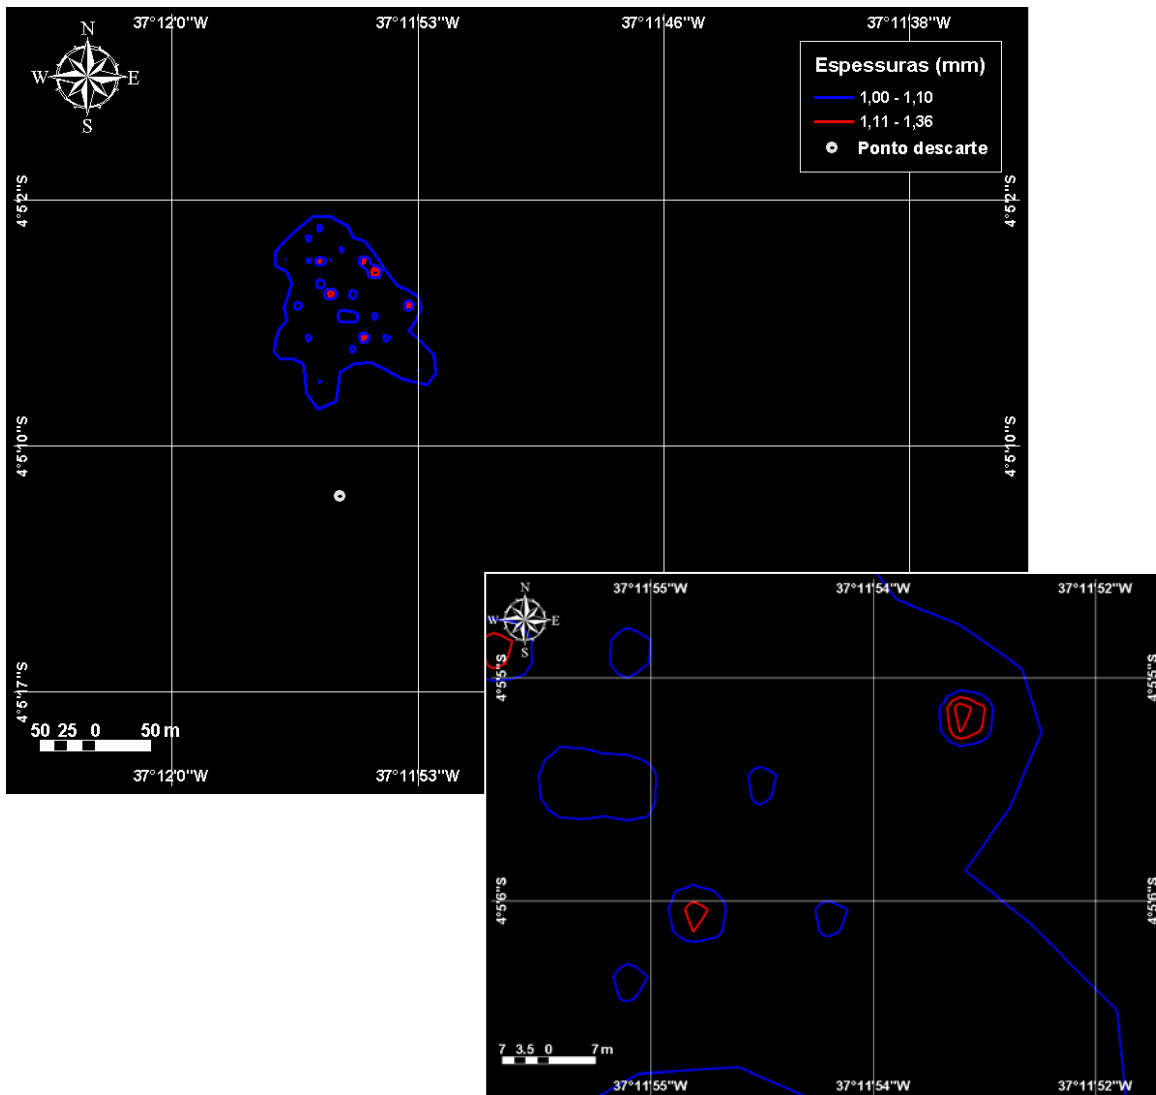 37°12'0"W 37°11'53"W 37°11'46"W 37°11'38"W
N
W E
S
Espessuras (mm)
1,00 - 1,10
1,11 - 1,36
Ponto descarte
4°5'2"S 4°5'2"S
4°5'10"S 4°5'10"S
4°5'17"S
50 25 0 50 m
37°12'0"W 37°11'53"W
37°11'55"W 37°11'54"W 37°11'52"W
N
W E
S
4°5'5"S 4°5'5"S
4°5'6"S 4°5'6"S
7 3.5 0 7 m
37°11'55"W 37°11'54"W 37°11'52"W